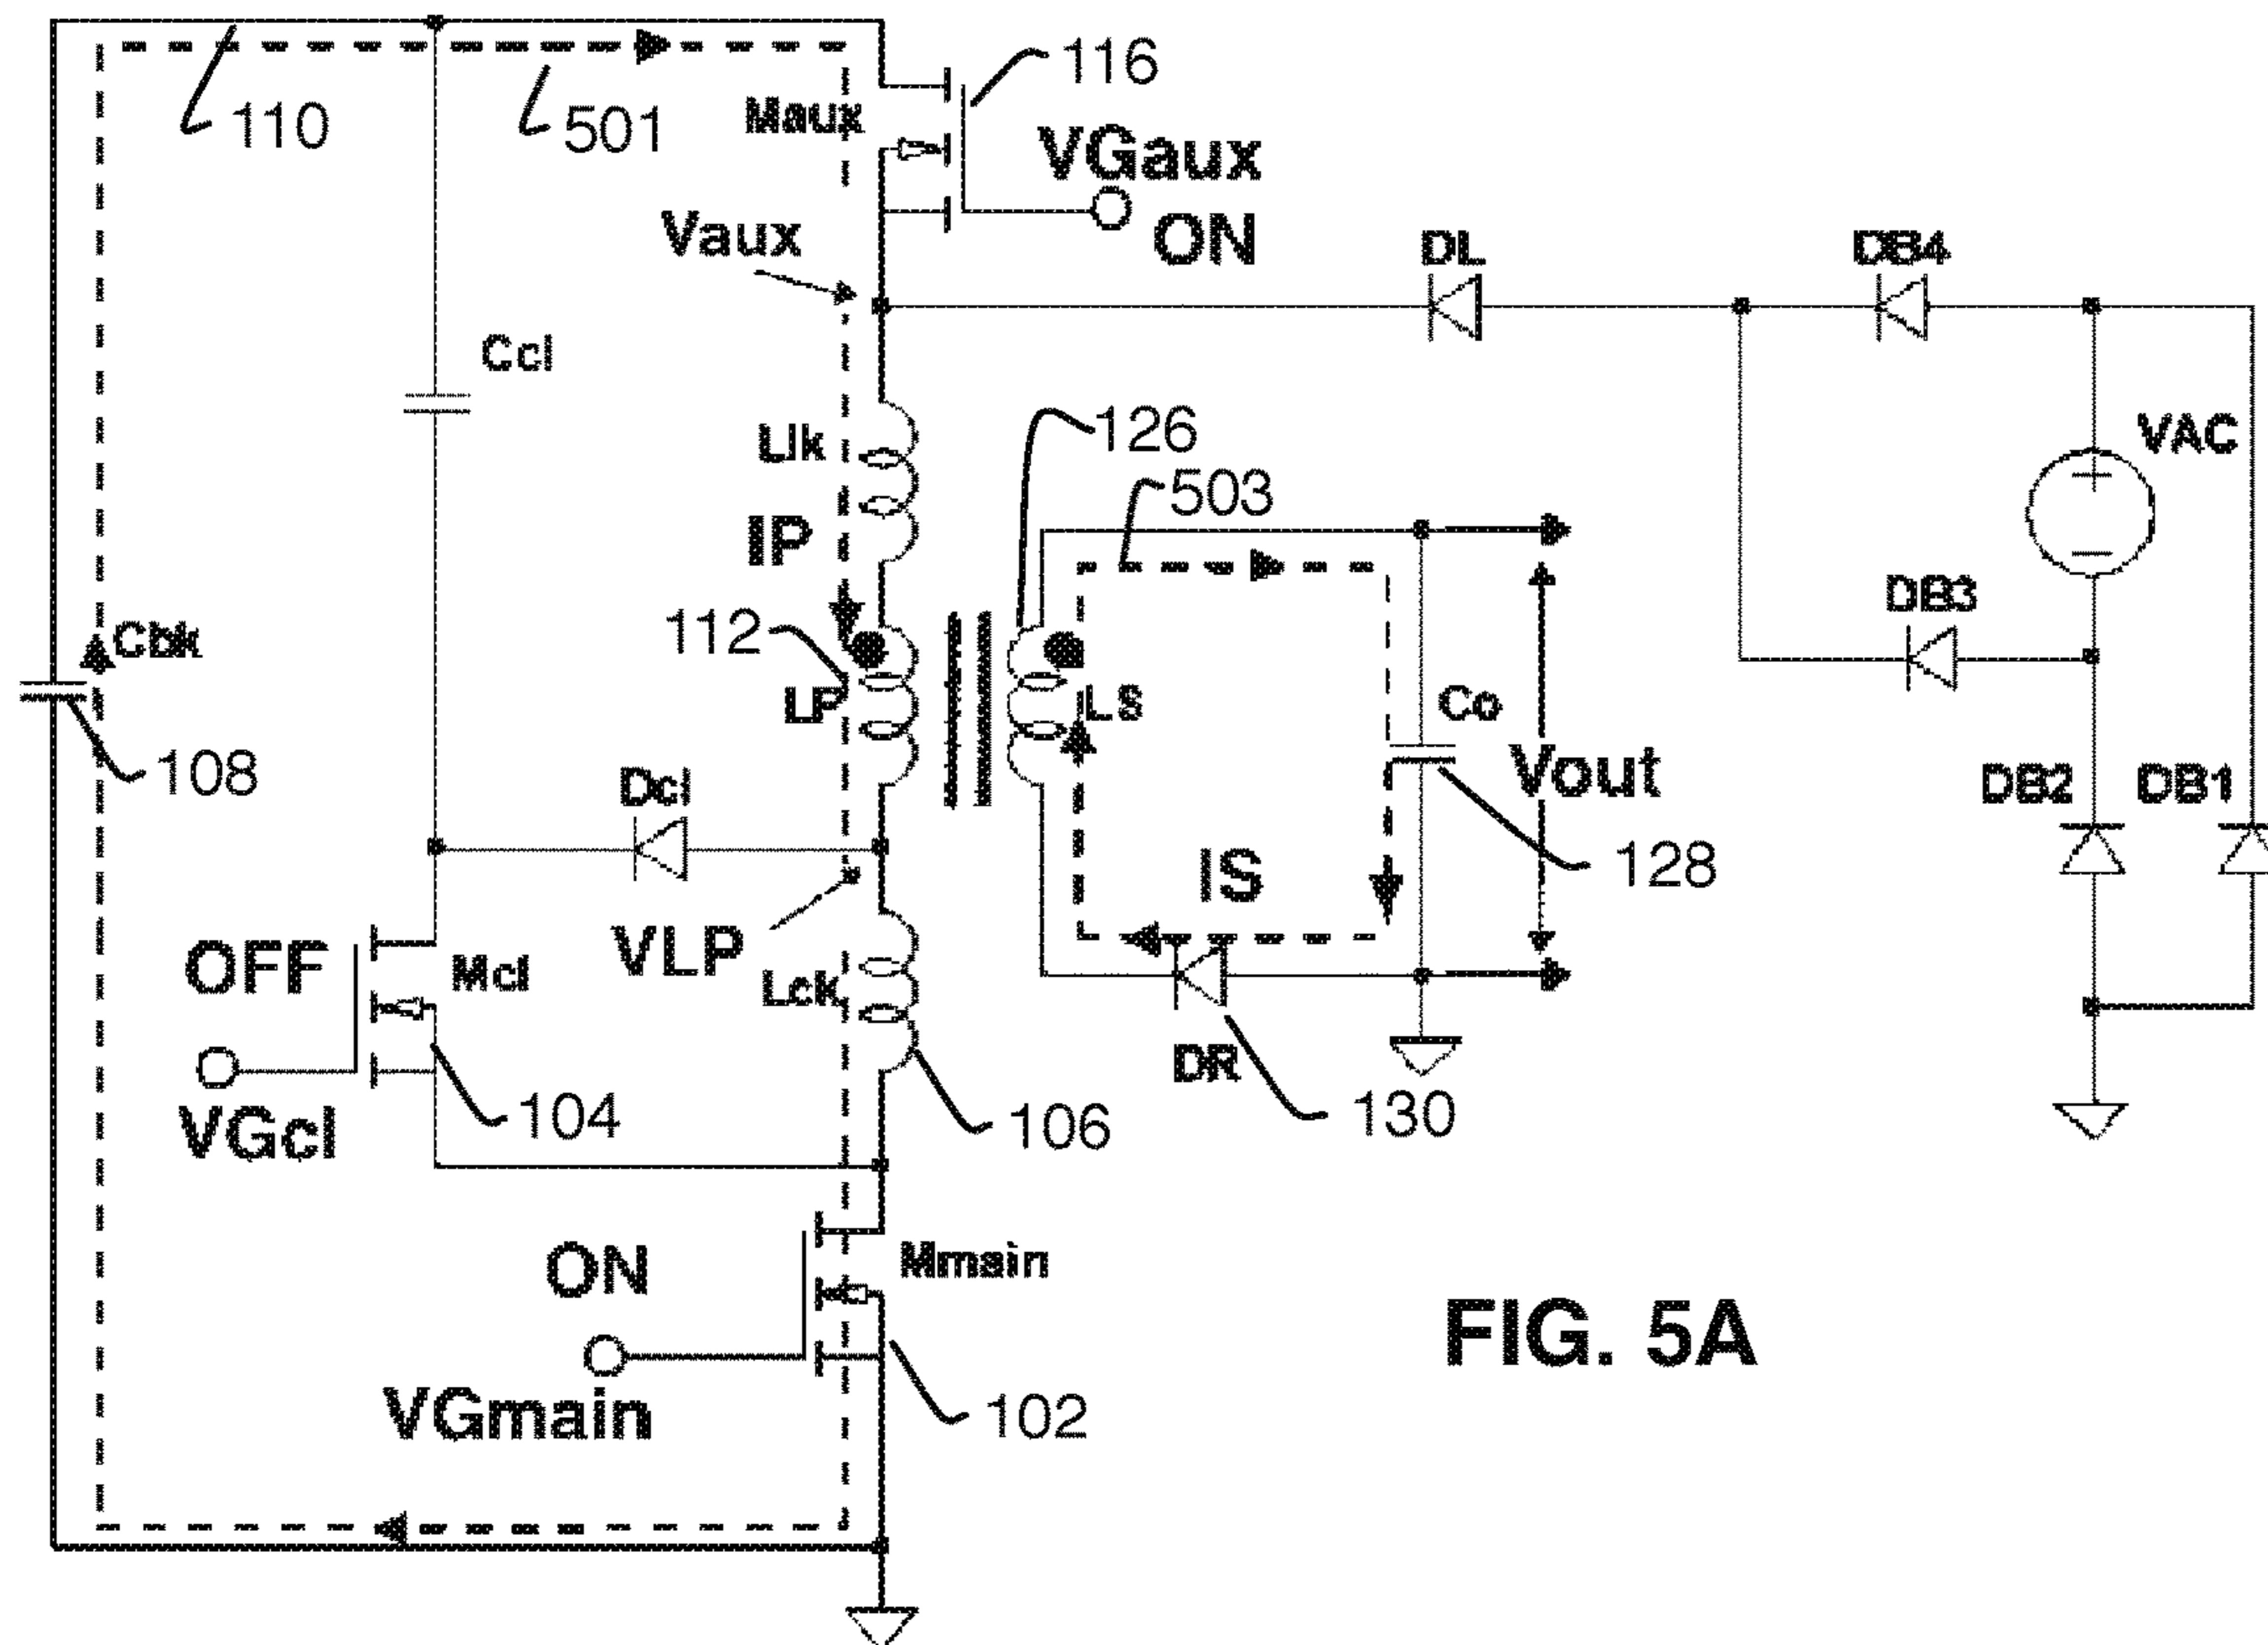 110
501
Maux
116
VGaux
ON
Vaux
DL
DB4
Ccl
Llk
126
VAC
IP
503
DB3
Cbk
112
LP
LS
Co
108
Dcl
Vout
DB2
DB1
128
IS
OFF
Mcl
VLP
Lck
DR
104
130
VGcl
106
ON
Mmain
FIG. 5A
VGmain
102